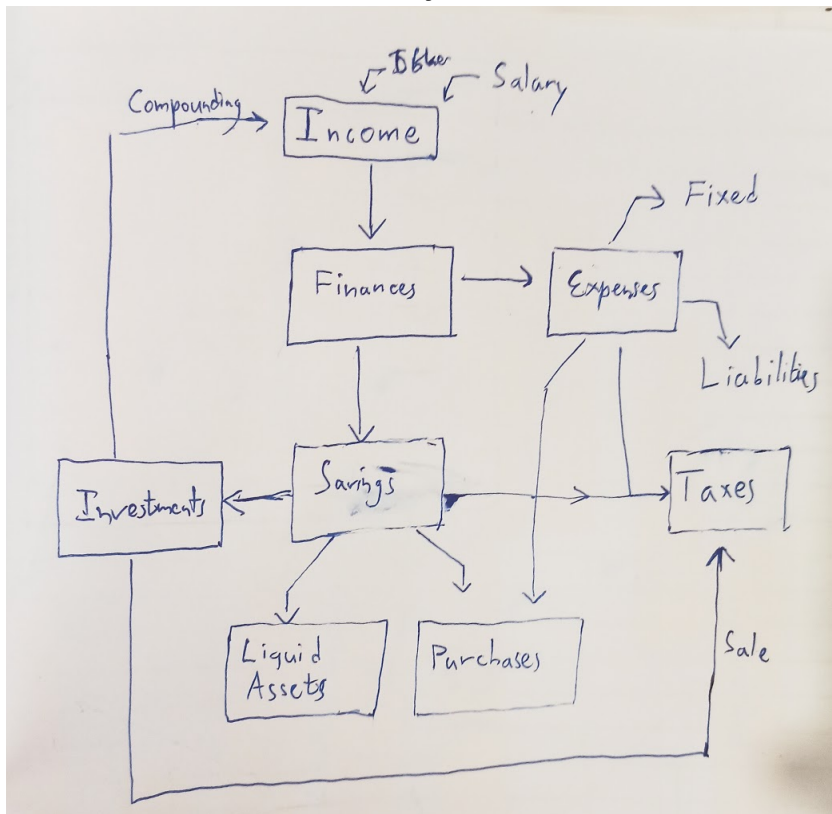 Salary
Compounding
Income
Fixed
Finances
Expenses
Liabilities
Savings
Investments
Taxes
Liquid
Assets
Purchases
Sale